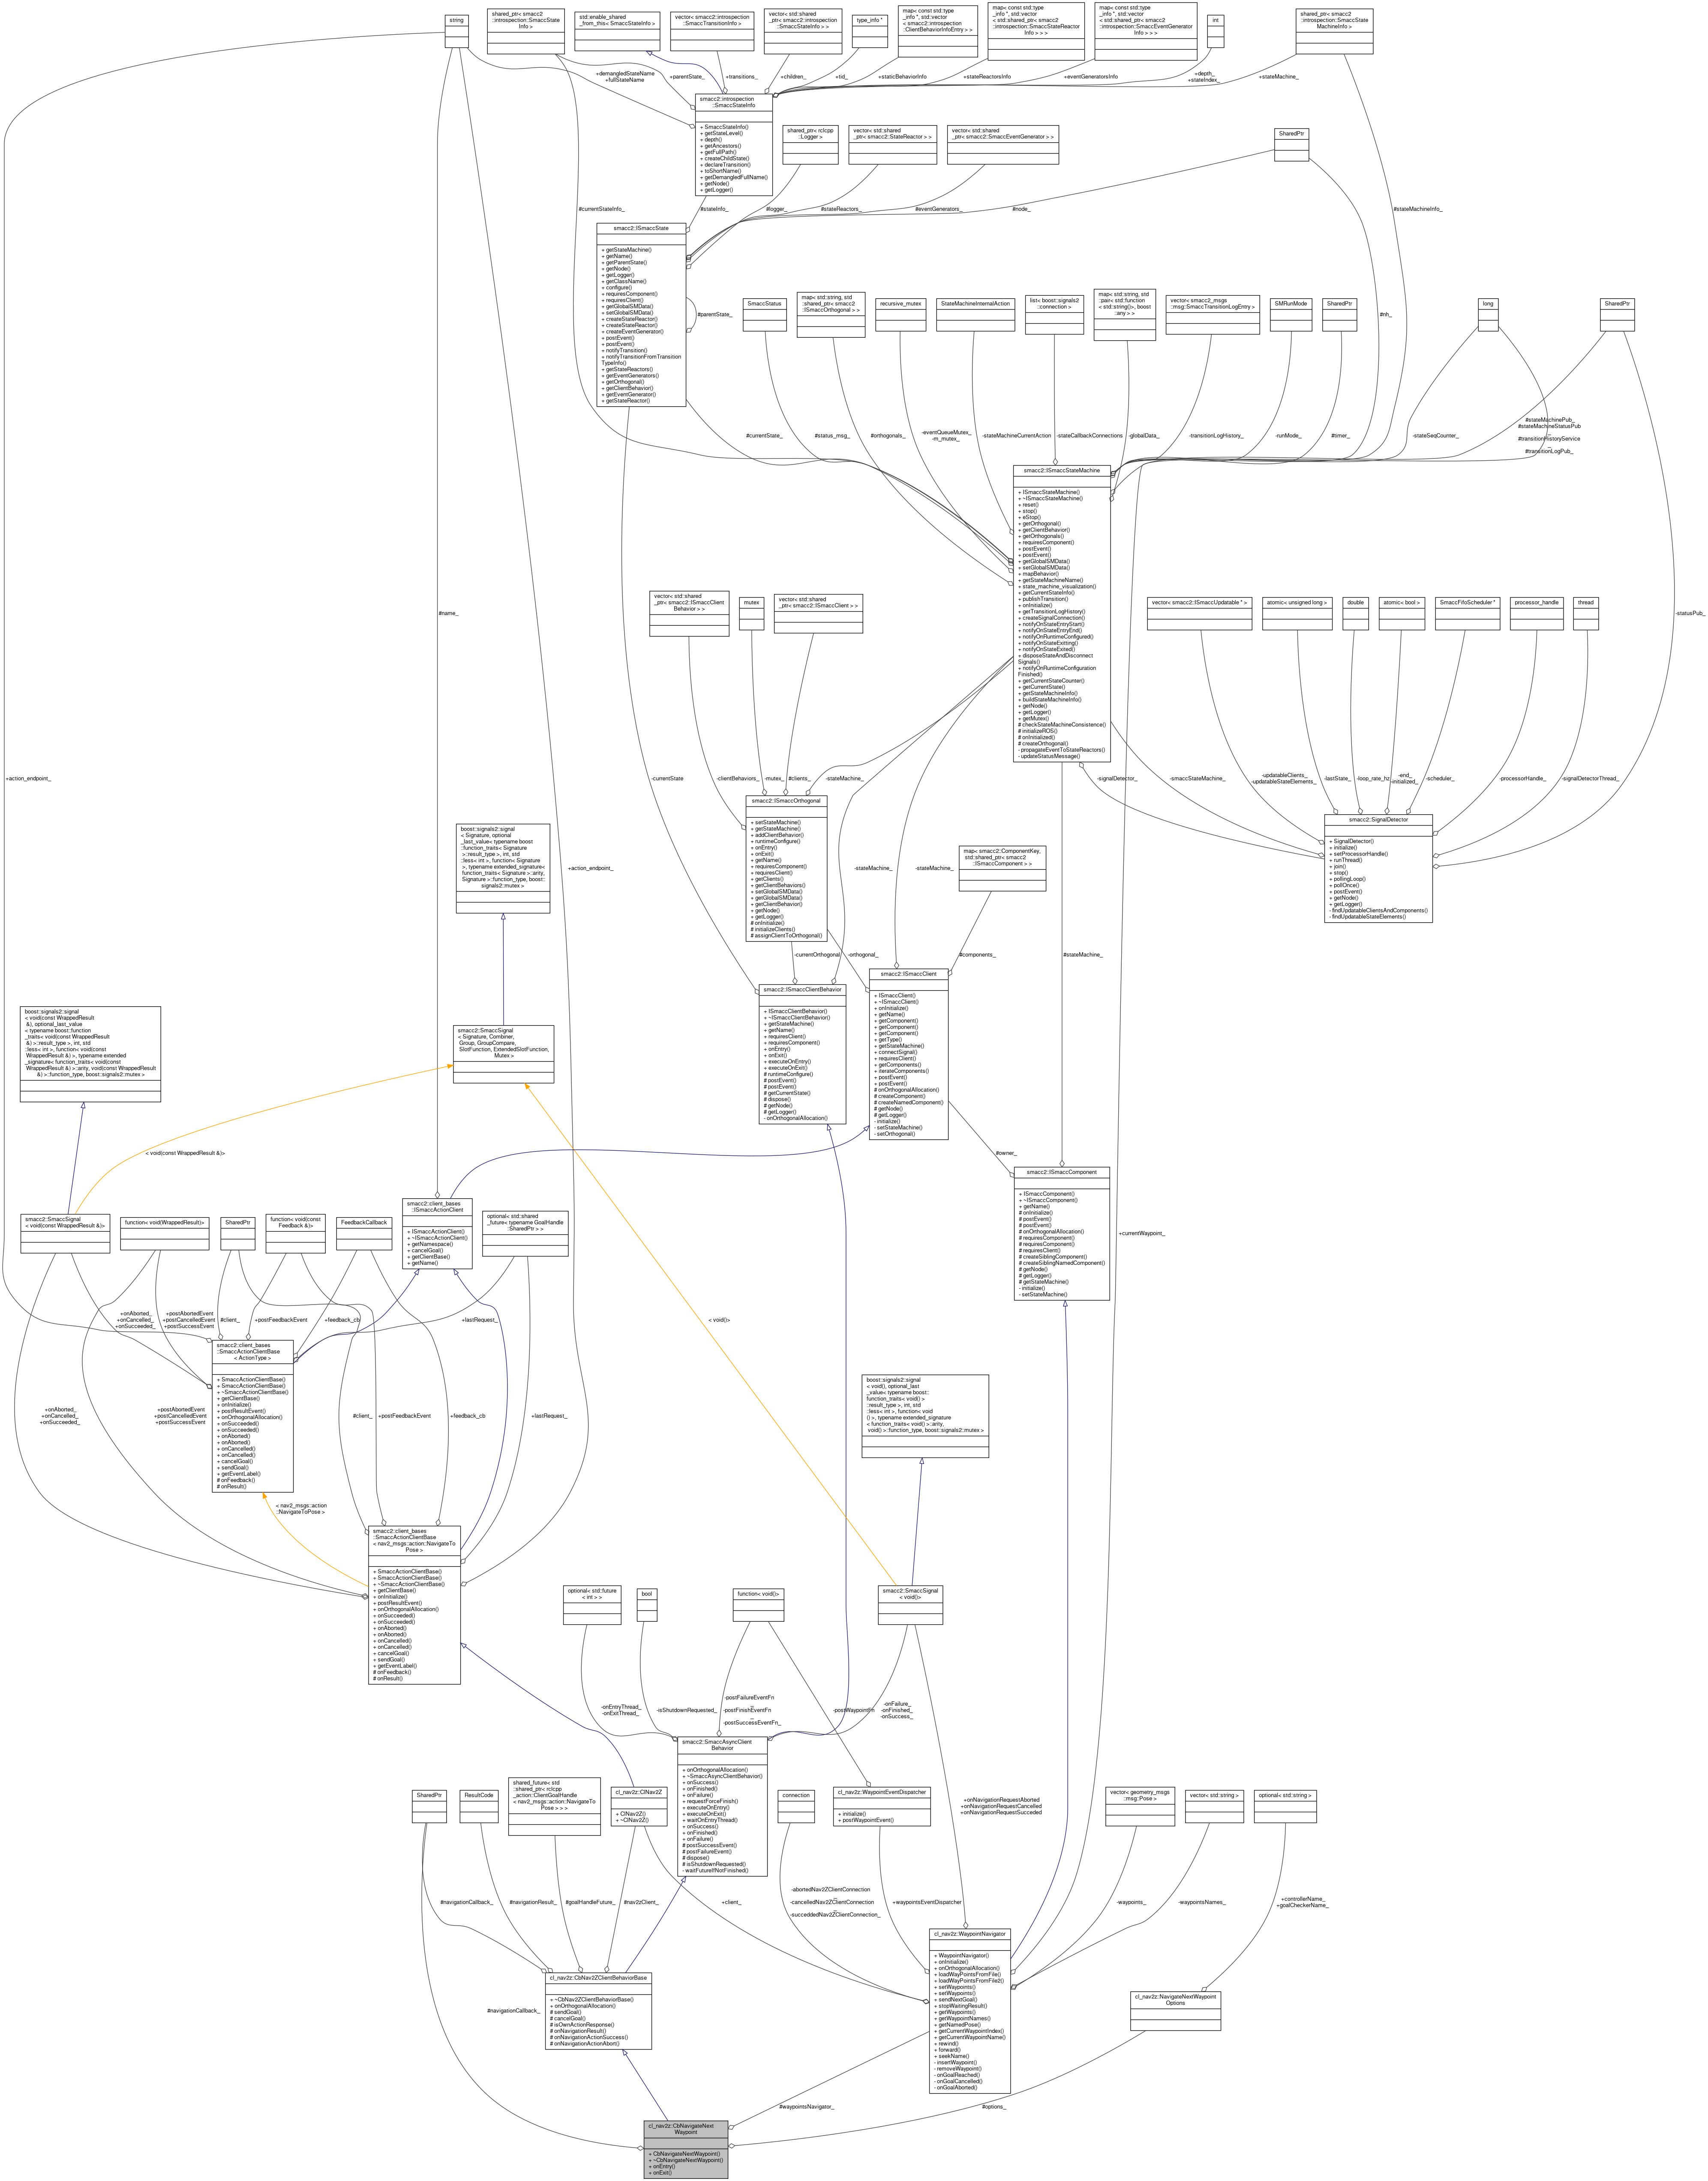 string
shared_ptr< smacc2
::introspection::SmaccState
Info >
std::enable_shared
_from_this< SmaccStateInfo >
vector< smacc2::introspection
::SmaccTransitionInfo >
vector< std::shared
_ptr< smacc2::introspection
::SmaccStateInfo > >
type_info *
map< const std::type
_info *, std::vector
< smacc2::introspection
::ClientBehaviorInfoEntry > >
map< const std::type
_info *, std::vector
< std::shared_ptr< smacc2
::introspection::SmaccStateReactor
Info > > >
map< const std::type
_info *, std::vector
< std::shared_ptr< smacc2
::introspection::SmaccEventGenerator
Info > > >
int
shared_ptr< smacc2
::introspection::SmaccState
MachineInfo >
+demangledStateName
+fullStateName
+parentState_
+transitions_
+children_
+tid_
+staticBehaviorInfo
+stateReactorsInfo
+eventGeneratorsInfo
+depth_
+stateIndex_
+stateMachine_
smacc2::introspection
::SmaccStateInfo
+ SmaccStateInfo()
+ getStateLevel()
+ depth()
+ getAncestors()
+ getFullPath()
+ createChildState()
+ declareTransition()
+ toShortName()
+ getDemangledFullName()
+ getNode()
+ getLogger()
shared_ptr< rclcpp
::Logger >
vector< std::shared
_ptr< smacc2::StateReactor > >
vector< std::shared
_ptr< smacc2::SmaccEventGenerator > >
SharedPtr
#currentStateInfo_
#stateInfo_
#logger_
#stateReactors_
#eventGenerators_
#node_
#stateMachineInfo_
smacc2::ISmaccState
+ getStateMachine()
+ getName()
+ getParentState()
+ getNode()
+ getLogger()
+ getClassName()
+ configure()
+ requiresComponent()
+ requiresClient()
+ getGlobalSMData()
+ setGlobalSMData()
+ createStateReactor()
+ createStateReactor()
+ createEventGenerator()
+ postEvent()
+ postEvent()
+ notifyTransition()
+ notifyTransitionFromTransition
TypeInfo()
+ getStateReactors()
+ getEventGenerators()
+ getOrthogonal()
+ getClientBehavior()
+ getEventGenerator()
+ getStateReactor()
#parentState_
SmaccStatus
map< std::string, std
::shared_ptr< smacc2
::ISmaccOrthogonal > >
recursive_mutex
StateMachineInternalAction
list< boost::signals2
::connection >
map< std::string, std
::pair< std::function
< std::string()>, boost
::any > >
vector< smacc2_msgs
::msg::SmaccTransitionLogEntry >
SMRunMode
SharedPtr
#nh_
long
SharedPtr
#currentState_
#status_msg_
#orthogonals_
-eventQueueMutex_
-m_mutex_
-stateMachineCurrentAction
-stateCallbackConnections
-globalData_
-transitionLogHistory_
-runMode_
#timer_
-stateSeqCounter_
#stateMachinePub_
#stateMachineStatusPub
_
#transitionHistoryService
_
#transitionLogPub_
smacc2::ISmaccStateMachine
+ ISmaccStateMachine()
+ ~ISmaccStateMachine()
+ reset()
+ stop()
+ eStop()
+ getOrthogonal()
+ getClientBehavior()
+ getOrthogonals()
+ requiresComponent()
+ postEvent()
+ postEvent()
+ getGlobalSMData()
+ setGlobalSMData()
+ mapBehavior()
+ getStateMachineName()
+ state_machine_visualization()
+ getCurrentStateInfo()
+ publishTransition()
+ onInitialize()
+ getTransitionLogHistory()
+ createSignalConnection()
+ notifyOnStateEntryStart()
+ notifyOnStateEntryEnd()
+ notifyOnRuntimeConfigured()
+ notifyOnStateExitting()
+ notifyOnStateExited()
+ disposeStateAndDisconnect
Signals()
+ notifyOnRuntimeConfiguration
Finished()
+ getCurrentStateCounter()
+ getCurrentState()
+ getStateMachineInfo()
+ buildStateMachineInfo()
+ getNode()
+ getLogger()
+ getMutex()
# checkStateMachineConsistence()
# initializeROS()
# onInitialized()
# createOrthogonal()
- propagateEventToStateReactors()
- updateStatusMessage()
#name_
vector< std::shared
_ptr< smacc2::ISmaccClient
Behavior > >
mutex
vector< std::shared
_ptr< smacc2::ISmaccClient > >
vector< smacc2::ISmaccUpdatable * >
atomic< unsigned long >
double
atomic< bool >
SmaccFifoScheduler *
processor_handle
thread
-statusPub_
+action_endpoint_
-currentState
-clientBehaviors_
-mutex_
#clients_
-stateMachine_
-signalDetector_
-smaccStateMachine_
-updatableClients_
-updatableStateElements_
-lastState_
-loop_rate_hz
-end_
-initialized_
-scheduler_
-processorHandle_
-signalDetectorThread_
smacc2::ISmaccOrthogonal
+ setStateMachine()
+ getStateMachine()
+ addClientBehavior()
+ runtimeConfigure()
+ onEntry()
+ onExit()
+ getName()
+ requiresComponent()
+ requiresClient()
+ getClients()
+ getClientBehaviors()
+ setGlobalSMData()
+ getGlobalSMData()
+ getClientBehavior()
+ getNode()
+ getLogger()
# onInitialize()
# initializeClients()
# assignClientToOrthogonal()
smacc2::SignalDetector
+ SignalDetector()
+ initialize()
+ setProcessorHandle()
+ runThread()
+ join()
+ stop()
+ pollingLoop()
+ pollOnce()
+ postEvent()
+ getNode()
+ getLogger()
- findUpdatableClientsAndComponents()
- findUpdatableStateElements()
boost::signals2::signal
< Signature, optional
_last_value< typename boost
::function_traits< Signature
>::result_type >, int, std
::less< int >, function< Signature
>, typename extended_signature<
function_traits< Signature >::arity,
Signature >::function_type, boost::
signals2::mutex >
+action_endpoint_
-stateMachine_
-stateMachine_
map< smacc2::ComponentKey,
std::shared_ptr< smacc2
::ISmaccComponent > >
-currentOrthogonal
-orthogonal_
#components_
#stateMachine_
smacc2::ISmaccClientBehavior
+ ISmaccClientBehavior()
+ ~ISmaccClientBehavior()
+ getStateMachine()
+ getName()
+ requiresClient()
+ requiresComponent()
+ onEntry()
+ onExit()
+ executeOnEntry()
+ executeOnExit()
# runtimeConfigure()
# postEvent()
# postEvent()
# getCurrentState()
# dispose()
# getNode()
# getLogger()
- onOrthogonalAllocation()
smacc2::ISmaccClient
+ ISmaccClient()
+ ~ISmaccClient()
+ onInitialize()
+ getName()
+ getComponent()
+ getComponent()
+ getComponent()
+ getType()
+ getStateMachine()
+ connectSignal()
+ requiresClient()
+ getComponents()
+ iterateComponents()
+ postEvent()
+ postEvent()
# onOrthogonalAllocation()
# createComponent()
# createNamedComponent()
# getNode()
# getLogger()
- initialize()
- setStateMachine()
- setOrthogonal()
boost::signals2::signal
< void(const WrappedResult
&), optional_last_value
< typename boost::function
_traits< void(const WrappedResult
&) >::result_type >, int, std
::less< int >, function< void(const
WrappedResult &) >, typename extended
_signature< function_traits< void(const
WrappedResult &) >::arity, void(const WrappedResult
&) >::function_type, boost::signals2::mutex >
smacc2::SmaccSignal
< Signature, Combiner,
Group, GroupCompare,
SlotFunction, ExtendedSlotFunction,
Mutex >
< void(const WrappedResult &)>
#owner_
smacc2::ISmaccComponent
+ ISmaccComponent()
+ ~ISmaccComponent()
+ getName()
# onInitialize()
# postEvent()
# postEvent()
# onOrthogonalAllocation()
# requiresComponent()
# requiresComponent()
# requiresClient()
# createSiblingComponent()
# createSiblingNamedComponent()
# getNode()
# getLogger()
# getStateMachine()
- initialize()
- setStateMachine()
+currentWaypoint_
smacc2::SmaccSignal
< void(const WrappedResult &)>
function< void(WrappedResult)>
SharedPtr
function< void(const
Feedback &)>
FeedbackCallback
smacc2::client_bases
::ISmaccActionClient
+ ISmaccActionClient()
+ ~ISmaccActionClient()
+ getNamespace()
+ cancelGoal()
+ getClientBase()
+ getName()
optional< std::shared
_future< typename GoalHandle
::SharedPtr > >
+onAborted_
+onCancelled_
+onSucceeded_
+postAbortedEvent
+postCancelledEvent
+postSuccessEvent
#client_
+postFeedbackEvent
+feedback_cb
+lastRequest_
< void()>
smacc2::client_bases
::SmaccActionClientBase
< ActionType >
+ SmaccActionClientBase()
+ SmaccActionClientBase()
+ ~SmaccActionClientBase()
+ getClientBase()
+ onInitialize()
+ postResultEvent()
+ onOrthogonalAllocation()
+ onSucceeded()
+ onSucceeded()
+ onAborted()
+ onAborted()
+ onCancelled()
+ onCancelled()
+ cancelGoal()
+ sendGoal()
+ getEventLabel()
# onFeedback()
# onResult()
boost::signals2::signal
< void(), optional_last
_value< typename boost::
function_traits< void() >
::result_type >, int, std
::less< int >, function< void
() >, typename extended_signature
< function_traits< void() >::arity,
void() >::function_type, boost::signals2::mutex >
+onAborted_
+onCancelled_
+onSucceeded_
+postAbortedEvent
+postCancelledEvent
+postSuccessEvent
#client_
+postFeedbackEvent
+feedback_cb
+lastRequest_
< nav2_msgs::action
::NavigateToPose >
smacc2::client_bases
::SmaccActionClientBase
< nav2_msgs::action::NavigateTo
Pose >
+ SmaccActionClientBase()
+ SmaccActionClientBase()
+ ~SmaccActionClientBase()
+ getClientBase()
+ onInitialize()
+ postResultEvent()
+ onOrthogonalAllocation()
+ onSucceeded()
+ onSucceeded()
+ onAborted()
+ onAborted()
+ onCancelled()
+ onCancelled()
+ cancelGoal()
+ sendGoal()
+ getEventLabel()
# onFeedback()
# onResult()
optional< std::future
< int > >
bool
function< void()>
smacc2::SmaccSignal
< void()>
-onEntryThread_
-onExitThread_
-isShutdownRequested_
-postFailureEventFn
_
-postFinishEventFn
_
-postSuccessEventFn_
-postWaypointFn
-onFailure_
-onFinished_
-onSuccess_
smacc2::SmaccAsyncClient
Behavior
+ onOrthogonalAllocation()
+ ~SmaccAsyncClientBehavior()
+ onSuccess()
+ onFinished()
+ onFailure()
+ requestForceFinish()
+ executeOnEntry()
+ executeOnExit()
+ waitOnEntryThread()
+ onSuccess()
+ onFinished()
+ onFailure()
# postSuccessEvent()
# postFailureEvent()
# dispose()
# isShutdownRequested()
- waitFutureIfNotFinished()
SharedPtr
ResultCode
shared_future< std
::shared_ptr< rclcpp
_action::ClientGoalHandle
< nav2_msgs::action::NavigateTo
Pose > > >
cl_nav2z::ClNav2Z
+ ClNav2Z()
+ ~ClNav2Z()
connection
cl_nav2z::WaypointEventDispatcher
+ initialize()
+ postWaypointEvent()
+onNavigationRequestAborted
+onNavigationRequestCancelled
+onNavigationRequestSucceded
vector< geometry_msgs
::msg::Pose >
vector< std::string >
optional< std::string >
#navigationCallback_
#navigationResult_
#goalHandleFuture_
#nav2zClient_
+client_
-abortedNav2ZClientConnection
_
-cancelledNav2ZClientConnection
_
-succeddedNav2ZClientConnection_
+waypointsEventDispatcher
-waypoints_
-waypointsNames_
+controllerName_
+goalCheckerName_
cl_nav2z::WaypointNavigator
+ WaypointNavigator()
+ onInitialize()
+ onOrthogonalAllocation()
+ loadWayPointsFromFile()
+ loadWayPointsFromFile2()
+ setWaypoints()
+ setWaypoints()
+ sendNextGoal()
+ stopWaitingResult()
+ getWaypoints()
+ getWaypointNames()
+ getNamedPose()
+ getCurrentWaypointIndex()
+ getCurrentWaypointName()
+ rewind()
+ forward()
+ seekName()
- insertWaypoint()
- removeWaypoint()
- onGoalReached()
- onGoalCancelled()
- onGoalAborted()
cl_nav2z::CbNav2ZClientBehaviorBase
+ ~CbNav2ZClientBehaviorBase()
+ onOrthogonalAllocation()
# sendGoal()
# cancelGoal()
# isOwnActionResponse()
# onNavigationResult()
# onNavigationActionSuccess()
# onNavigationActionAbort()
cl_nav2z::NavigateNextWaypoint
Options
#navigationCallback_
#waypointsNavigator_
#options_
cl_nav2z::CbNavigateNext
Waypoint
+ CbNavigateNextWaypoint()
+ ~CbNavigateNextWaypoint()
+ onEntry()
+ onExit()